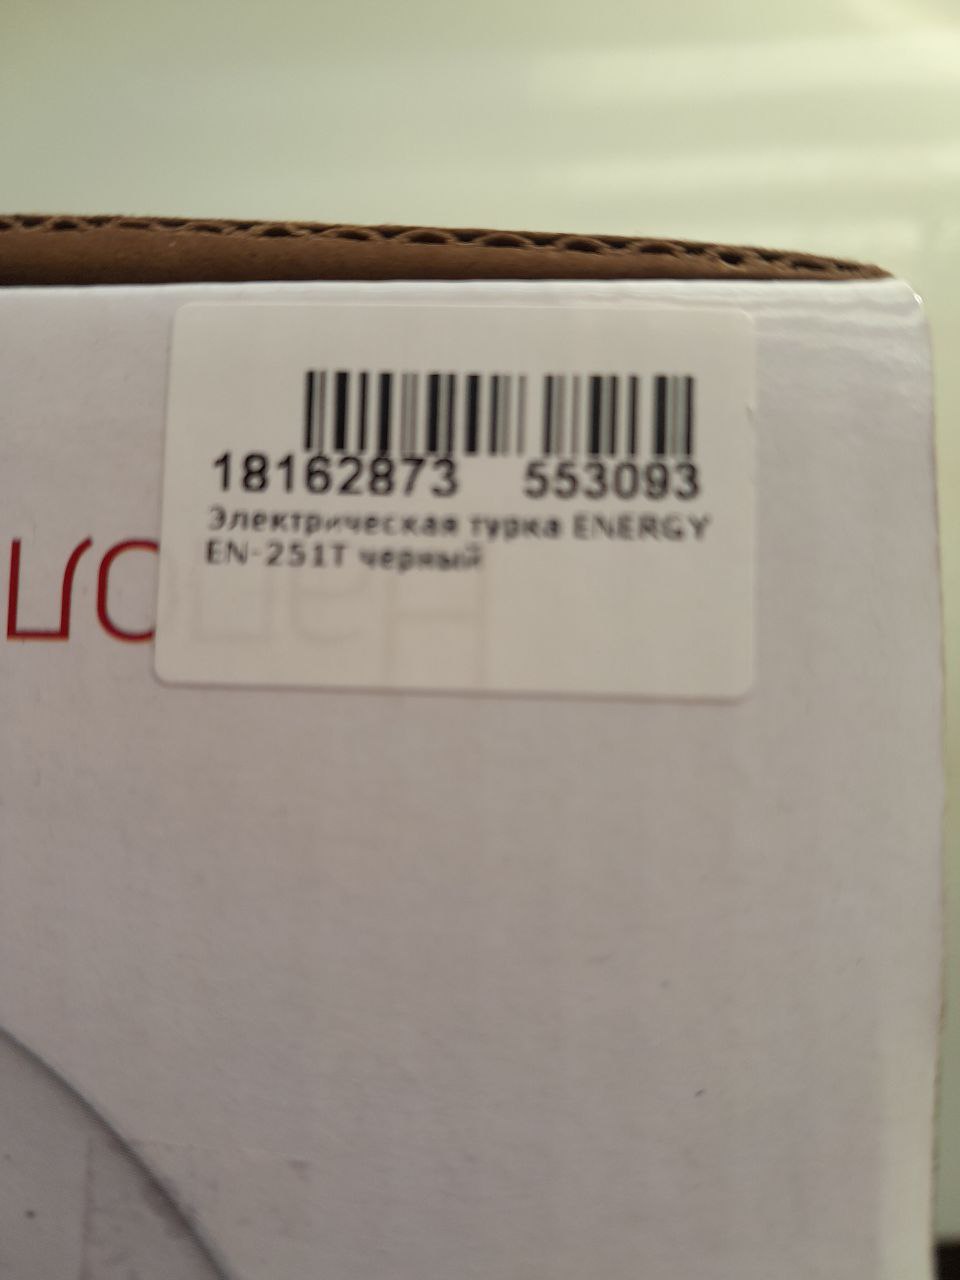 18162873 553093
Электрическая турка ENERGY
EN-251T черный